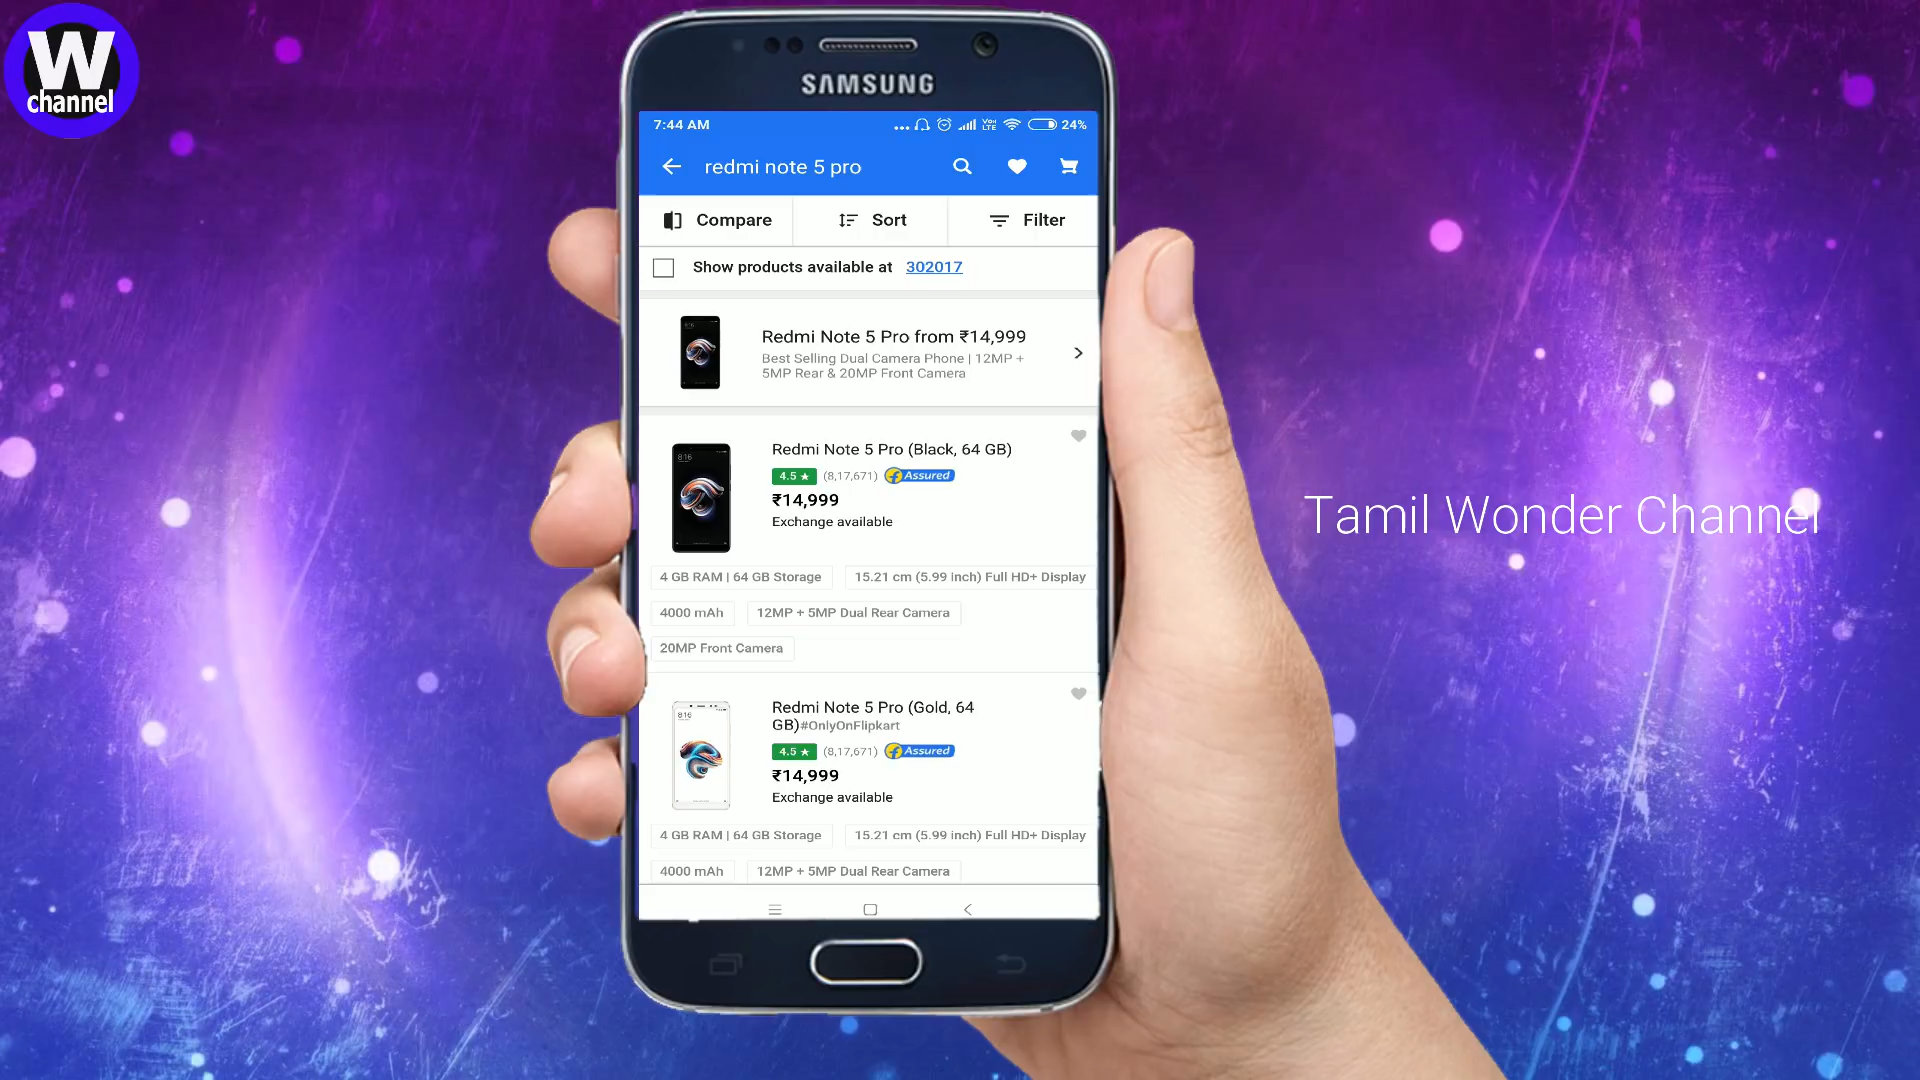 W
channel
SAMSUNG
7:44 AM
24%
redmi note 5 pro
Compare
Sort
Filter
Show products available at 302017
Redmi Note 5 Pro from ₹14,999
Best Selling Dual Camera Phone | 12MP +
5MP Rear & 20MP Front Camera
Redmi Note 5 Pro (Black, 64 GB)
4.5 ★ (8,17,671) Assured
₹14,999
Exchange available
4 GB RAM | 64 GB Storage
15.21 cm (5.99 inch) Full HD+ Display
4000 mAh
12MP + 5MP Dual Rear Camera
20MP Front Camera
Redmi Note 5 Pro (Gold, 64
GB)#OnlyOnFlipkart
4.5 ★ (8,17,671) Assured
₹14,999
Exchange available
4 GB RAM | 64 GB Storage
15.21 cm (5.99 inch) Full HD+ Display
4000 mAh
12MP + 5MP Dual Rear Camera
Tamil Wonder Channel